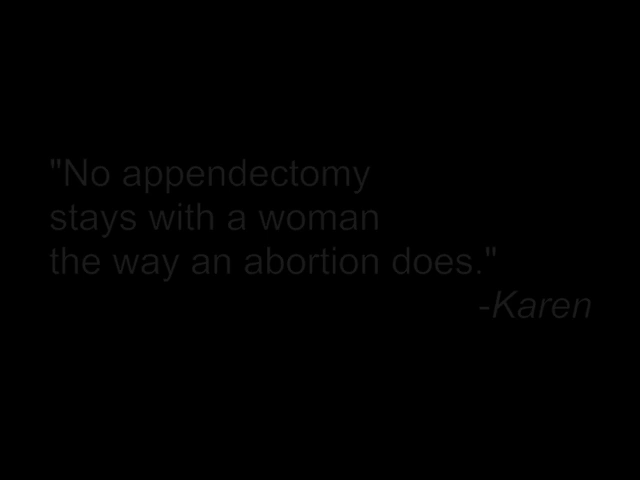 "No appendectomy
stays with a woman
the way an abortion does."
-Karen